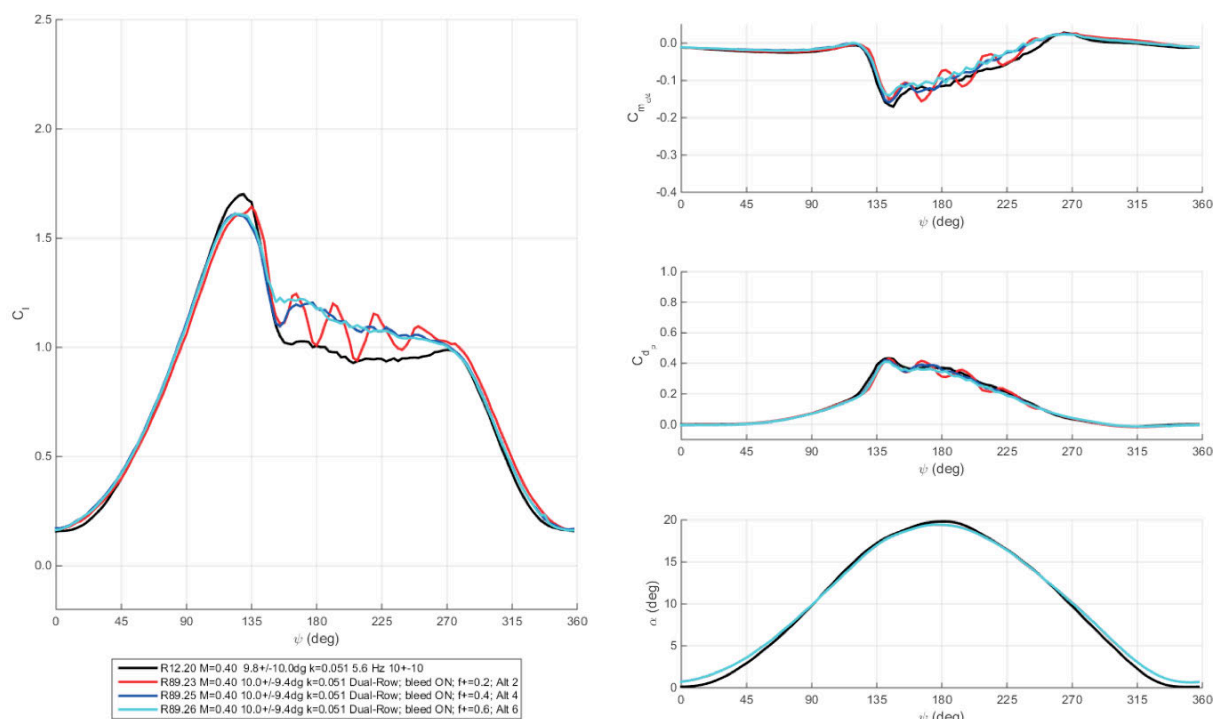 2.5
2.0
1.5
1.0
0.5
0.0
C_l
0 45 90 135 180 225 270 315 360
ψ (deg)
R12.20 M=0.40 9.8+/-10.0dg k=0.051 5.6 Hz 10+-10
R89.23 M=0.40 10.0+/-9.4dg k=0.051 Dual-Row; bleed ON; f+=0.2; Alt 2
R89.25 M=0.40 10.0+/-9.4dg k=0.051 Dual-Row; bleed ON; f+=0.4; Alt 4
R89.26 M=0.40 10.0+/-9.4dg k=0.051 Dual-Row; bleed ON; f+=0.6; Alt 6
0.0
-0.1
-0.2
-0.3
-0.4
C_m_c/4
0 45 90 135 180 225 270 315 360
ψ (deg)
1.0
0.8
0.6
0.4
0.2
0.0
C_d_p
0 45 90 135 180 225 270 315 360
ψ (deg)
20
15
10
5
0
α (deg)
0 45 90 135 180 225 270 315 360
ψ (deg)